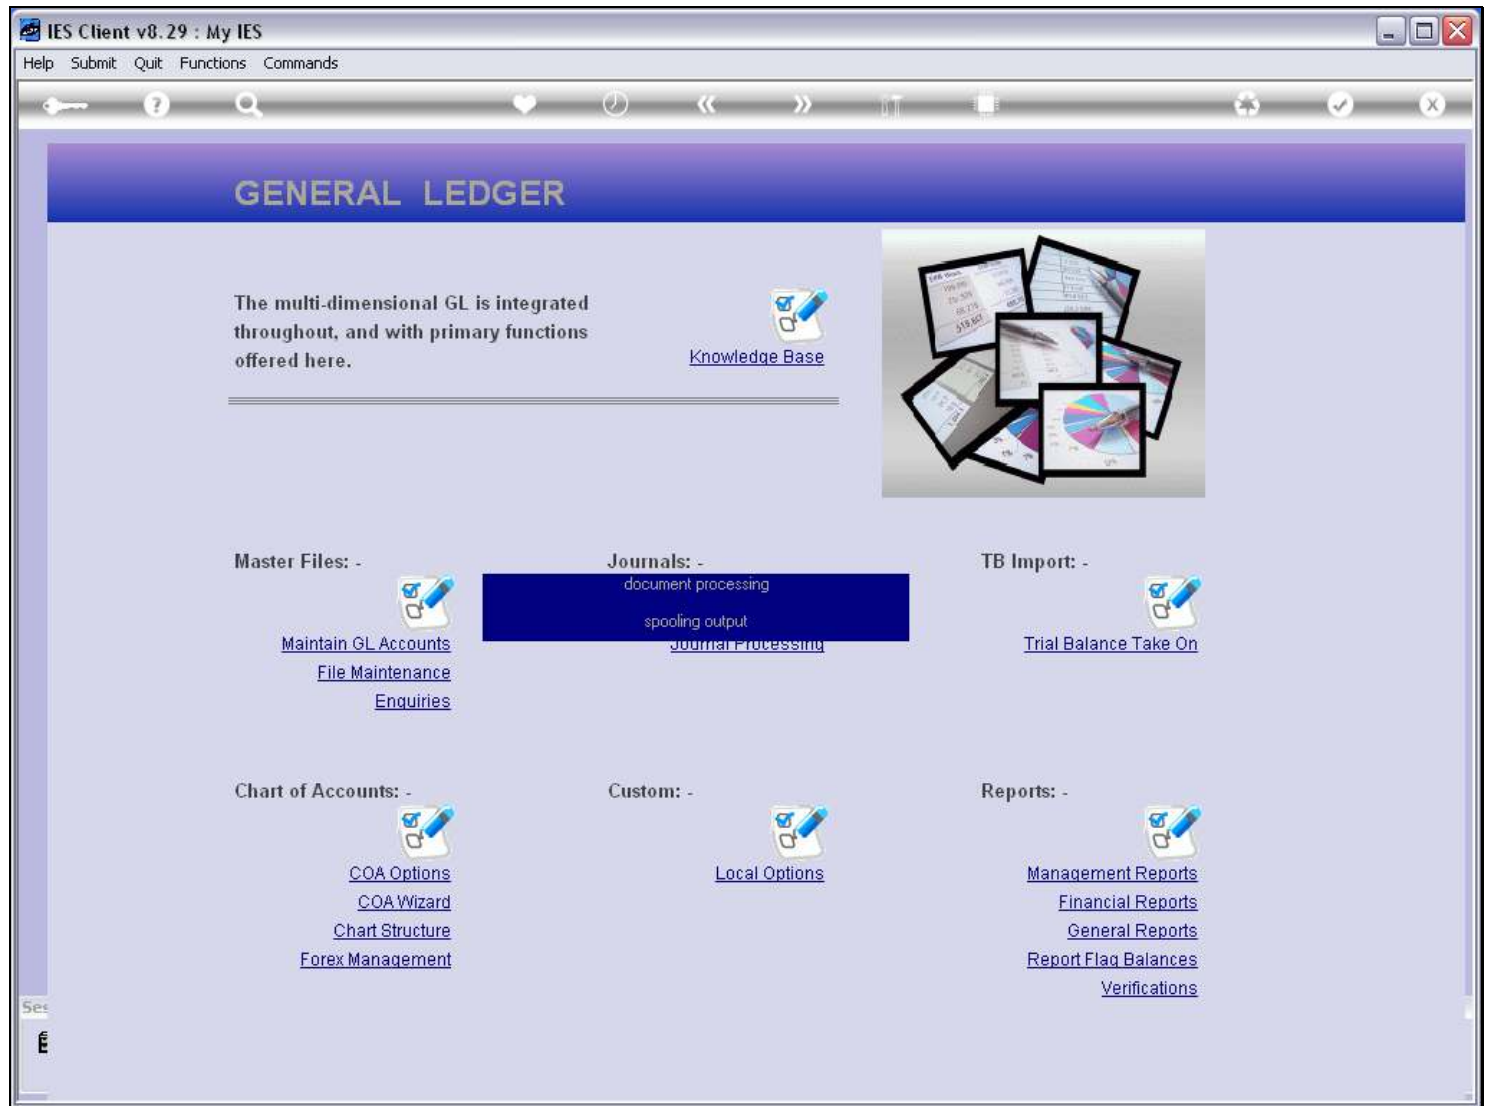 IES Client v8.29 : My IES
Help Submit Quit Functions Commands
GENERAL LEDGER
The multi-dimensional GL is integrated
throughout, and with primary functions
offered here.
Knowledge Base
Master Files: -
Maintain GL Accounts
File Maintenance
Enquiries
Journals: -
document processing
spooling output
Journal Processing
TB Import: -
Trial Balance Take On
Chart of Accounts: -
COA Options
COA Wizard
Chart Structure
Forex Management
Custom: -
Local Options
Reports: -
Management Reports
Financial Reports
General Reports
Report Flag Balances
Verifications
Ses